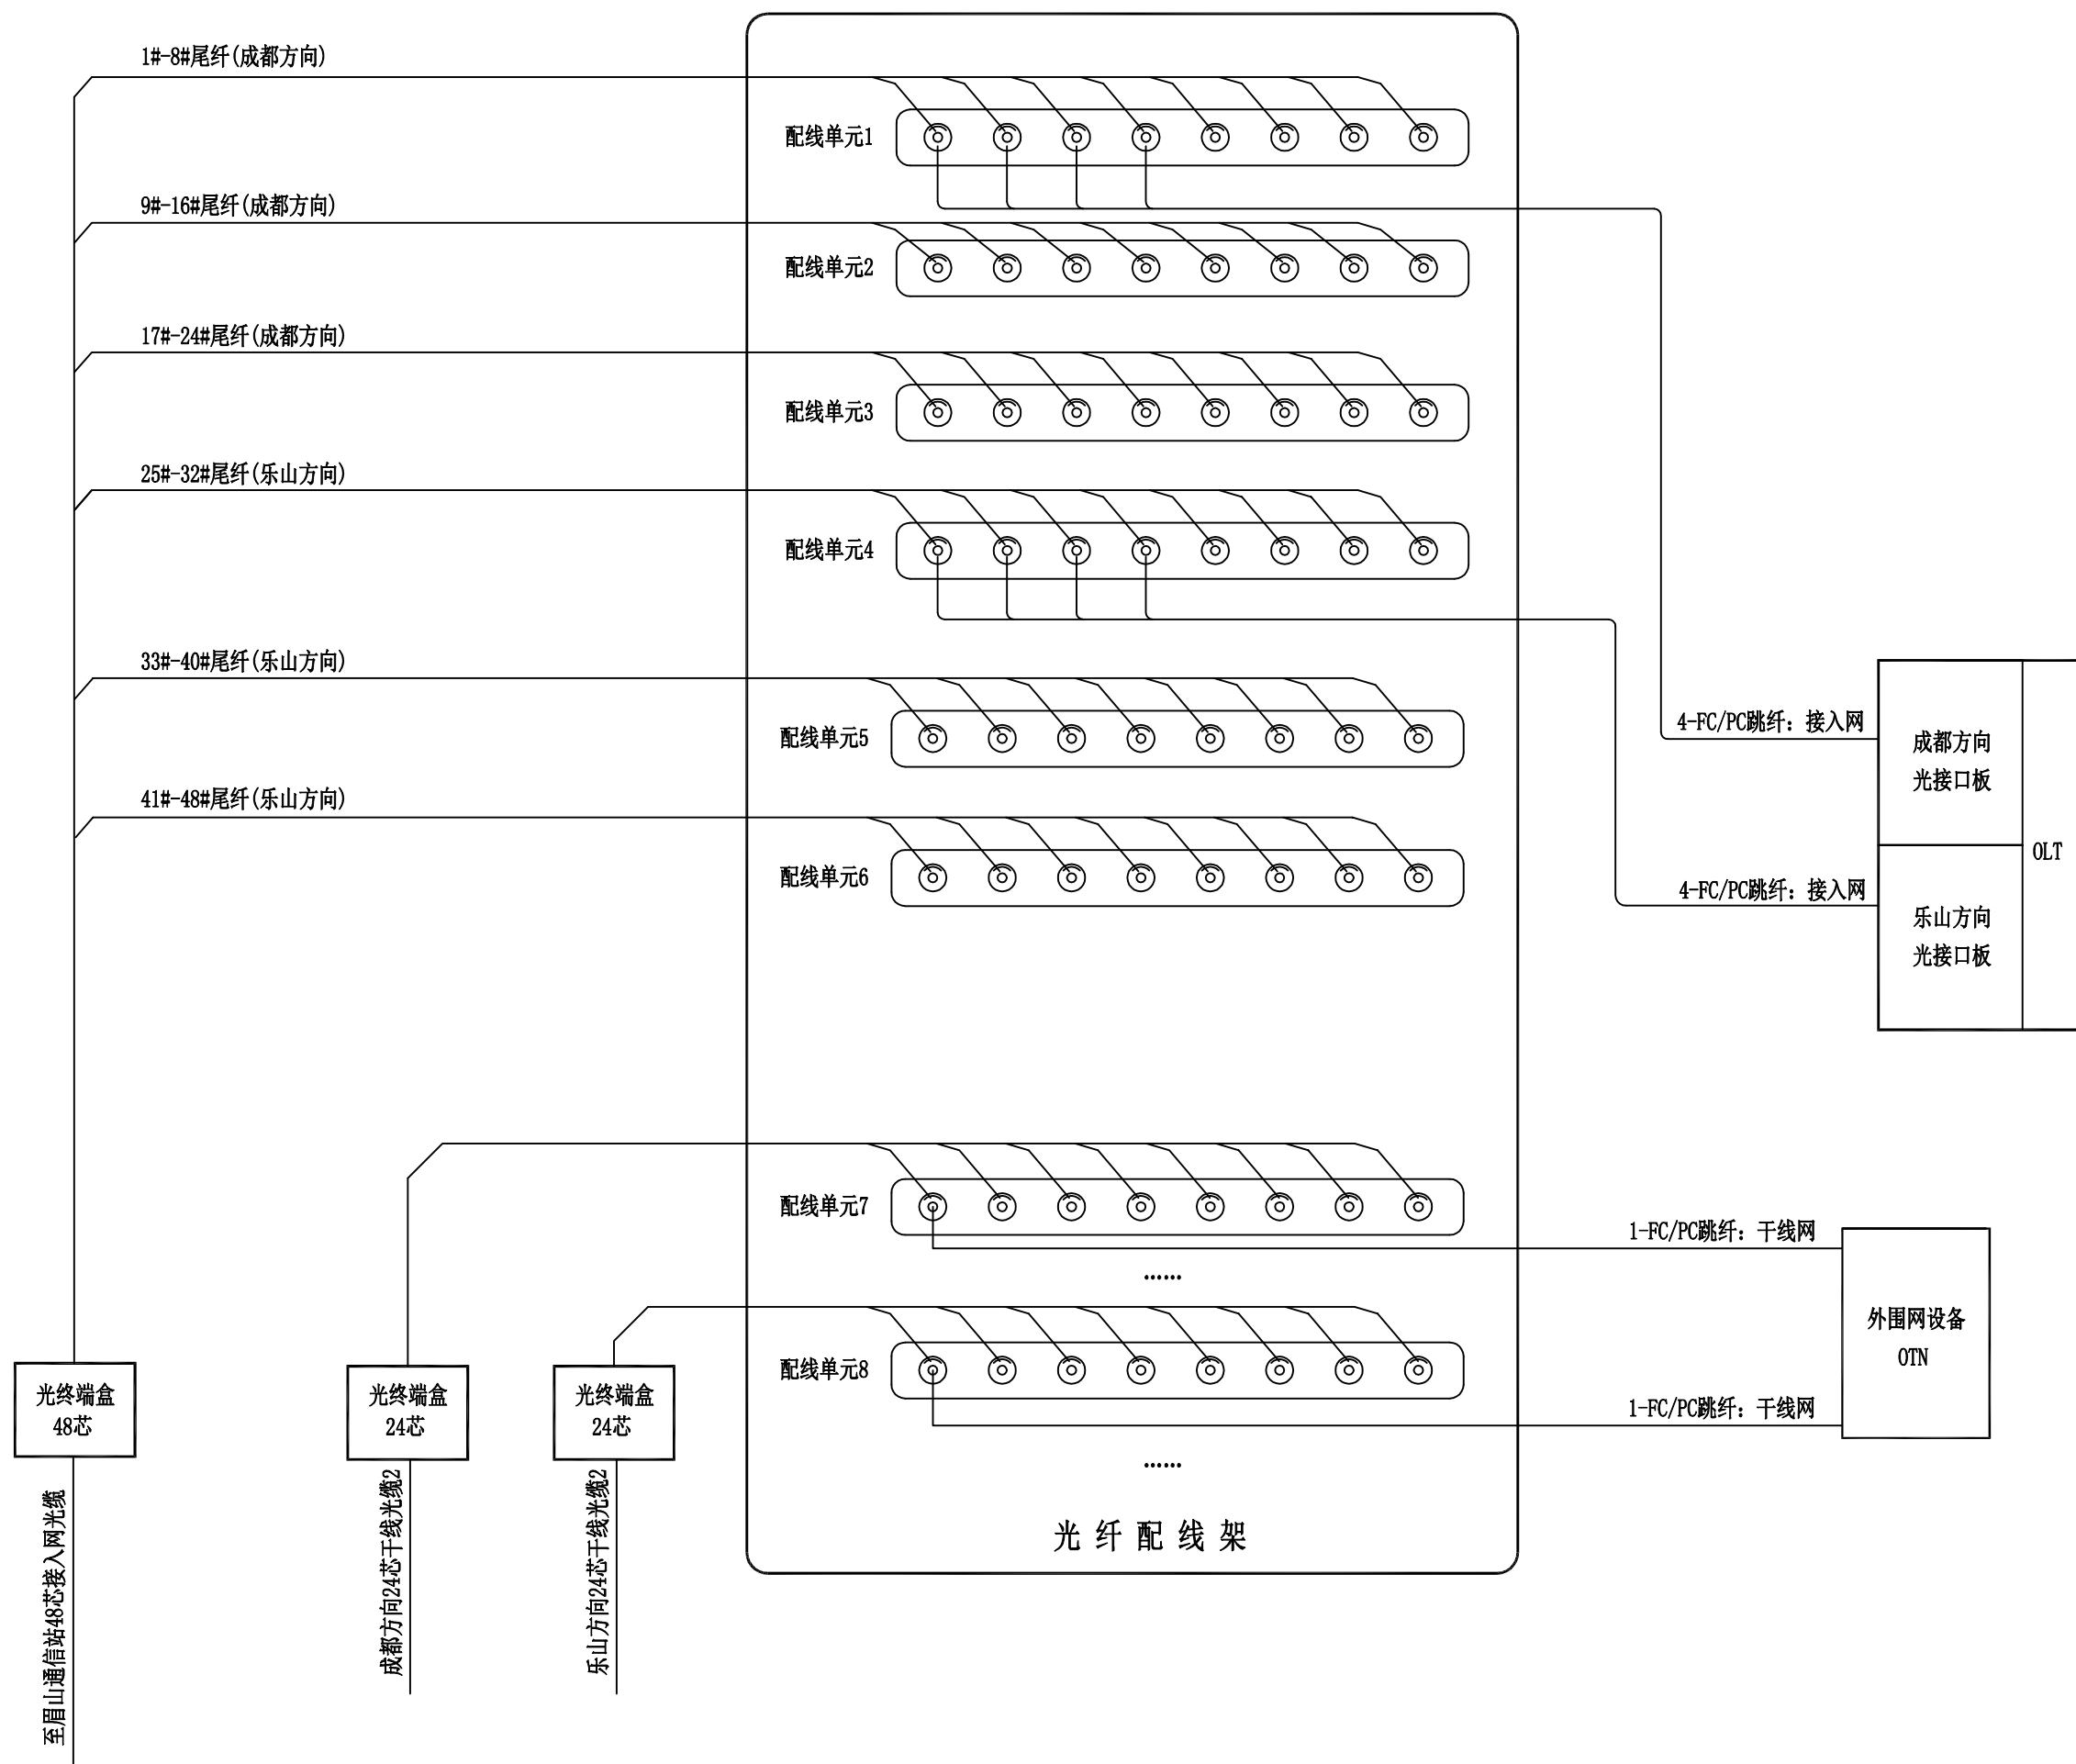 1#-8#尾纤(成都方向)
配线单元1
9#-16#尾纤(成都方向)
配线单元2
17#-24#尾纤(成都方向)
配线单元3
25#-32#尾纤(乐山方向)
配线单元4
33#-40#尾纤(乐山方向)
配线单元5
4-FC/PC跳纤：接入网
成都方向
光接口板
41#-48#尾纤(乐山方向)
配线单元6
OLT
4-FC/PC跳纤：接入网
乐山方向
光接口板
配线单元7
1-FC/PC跳纤：干线网
……
外围网设备
OTN
配线单元8
1-FC/PC跳纤：干线网
……
光终端盒
48芯
光终端盒
24芯
光终端盒
24芯
至眉山通信站48芯接入网光缆
成都方向24芯干线光缆2
乐山方向24芯干线光缆2
光纤配线架